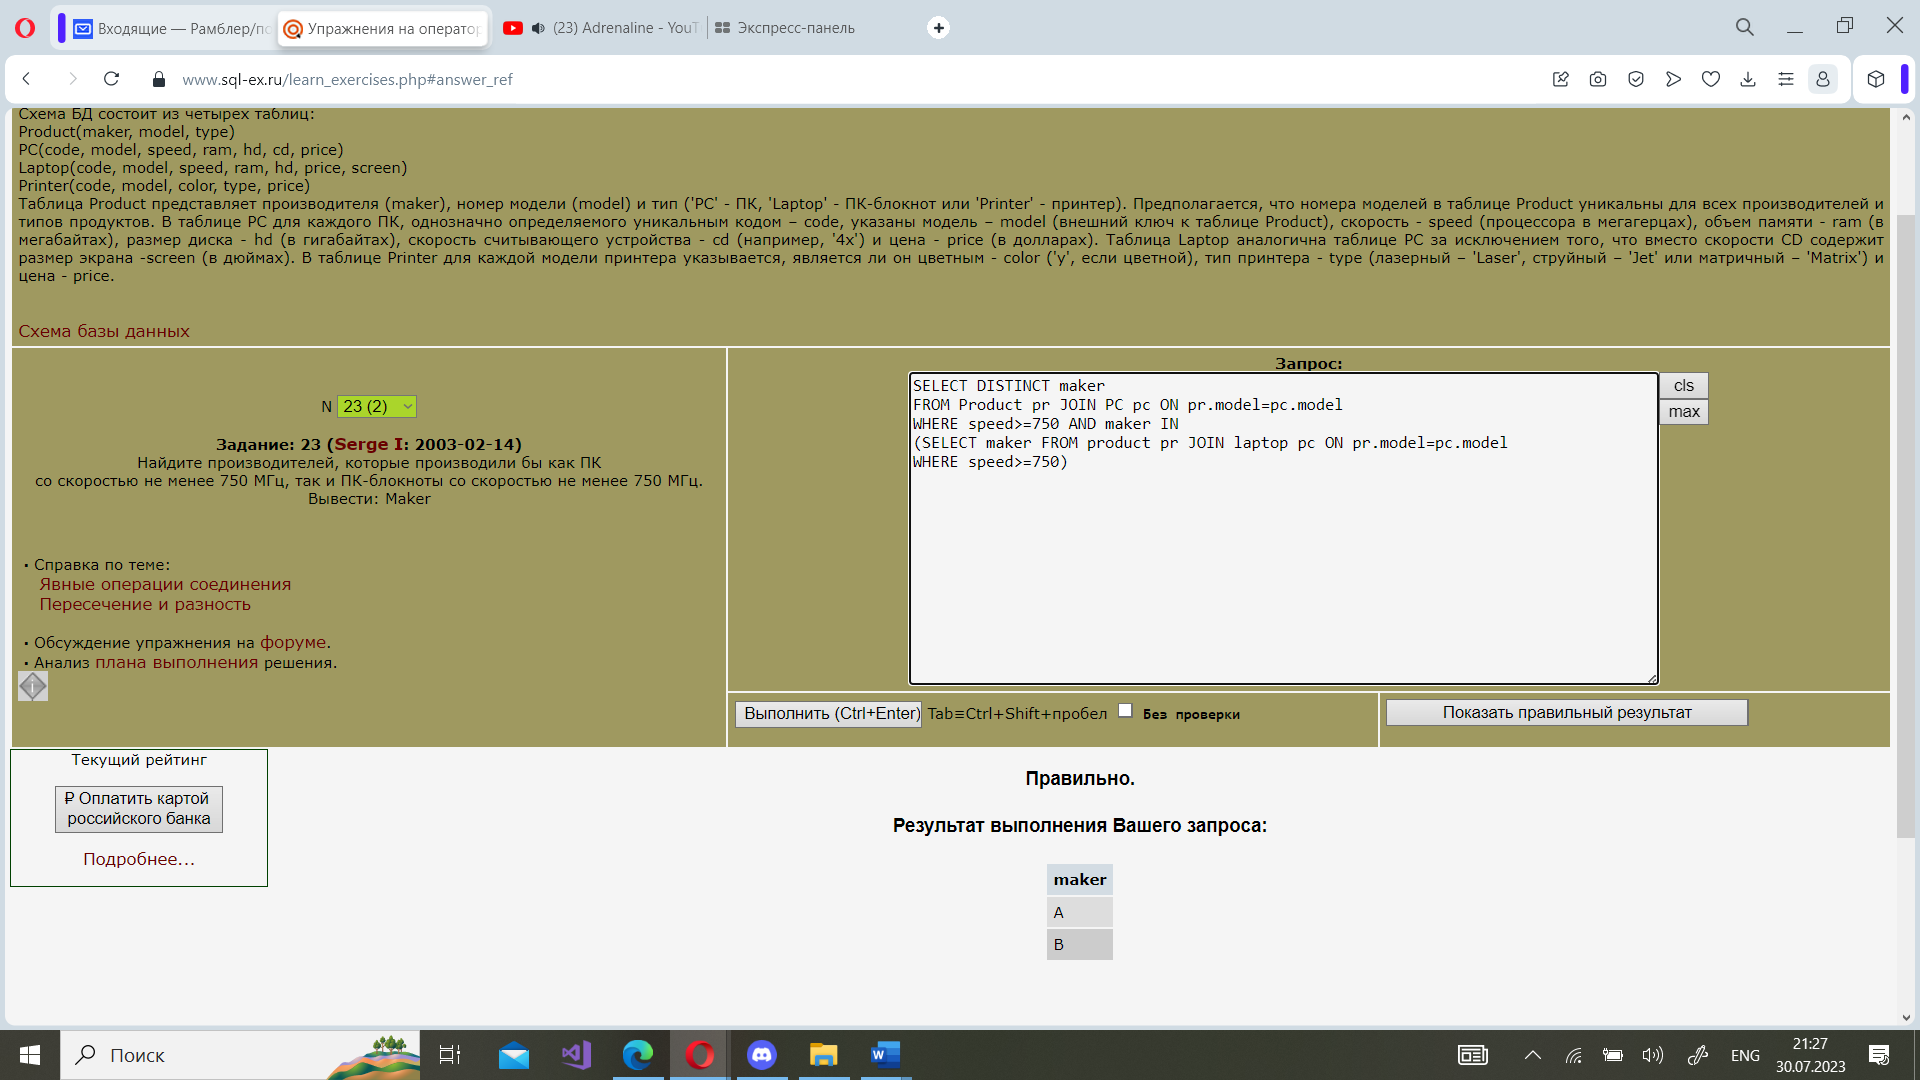 Входящие — Рамблер/по
Упражнения на оператор
(23) Adrenaline - YouT
Экспресс-панель
www.sql-ex.ru/learn_exercises.php#answer_ref
Схема БД состоит из четырех таблиц:
Product(maker, model, type)
PC(code, model, speed, ram, hd, cd, price)
Laptop(code, model, speed, ram, hd, price, screen)
Printer(code, model, color, type, price)
Таблица Product представляет производителя (maker), номер модели (model) и тип ('PC' - ПК, 'Laptop' - ПК-блокнот или 'Printer' - принтер). Предполагается, что номера моделей в таблице Product уникальны для всех производителей и
типов продуктов. В таблице PC для каждого ПК, однозначно определяемого уникальным кодом – code, указаны модель – model (внешний ключ к таблице Product), скорость - speed (процессора в мегагерцах), объем памяти - ram (в
мегабайтах), размер диска - hd (в гигабайтах), скорость считывающего устройства - cd (например, '4x') и цена - price (в долларах). Таблица Laptop аналогична таблице PC за исключением того, что вместо скорости CD содержит
размер экрана -screen (в дюймах). В таблице Printer для каждой модели принтера указывается, является ли он цветным - color ('y', если цветной), тип принтера - type (лазерный – 'Laser', струйный – 'Jet' или матричный – 'Matrix') и
цена - price.
Схема базы данных
N 23 (2)
Задание: 23 (Serge I: 2003-02-14)
Найдите производителей, которые производили бы как ПК
со скоростью не менее 750 МГц, так и ПК-блокноты со скоростью не менее 750 МГц.
Вывести: Maker
• Справка по теме:
Явные операции соединения
Пересечение и разность
• Обсуждение упражнения на форуме.
• Анализ плана выполнения решения.
Запрос:
SELECT DISTINCT maker
FROM Product pr JOIN PC pc ON pr.model=pc.model
WHERE speed>=750 AND maker IN
(SELECT maker FROM product pr JOIN laptop pc ON pr.model=pc.model
WHERE speed>=750)
cls
max
Выполнить (Ctrl+Enter) Tab≡Ctrl+Shift+пробел Без проверки
Показать правильный результат
Текущий рейтинг
₽ Оплатить картой
российского банка
Подробнее...
Правильно.
Результат выполнения Вашего запроса:
maker
A
B
Поиск
ENG
21:27
30.07.2023